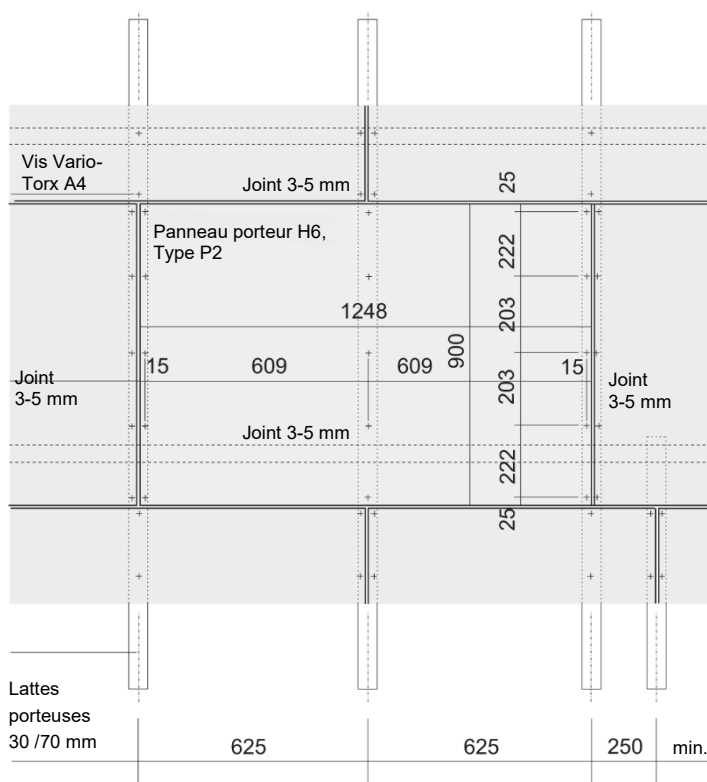 Vis Vario-
Torx A4
Joint 3-5 mm
25
Panneau porteur H6,
Type P2
222
1248
203
900
15
609
609
15
203
Joint
3-5 mm
Joint
3-5 mm
Joint 3-5 mm
222
25
Lattes
porteuses
30 /70 mm
625
625
250
min.